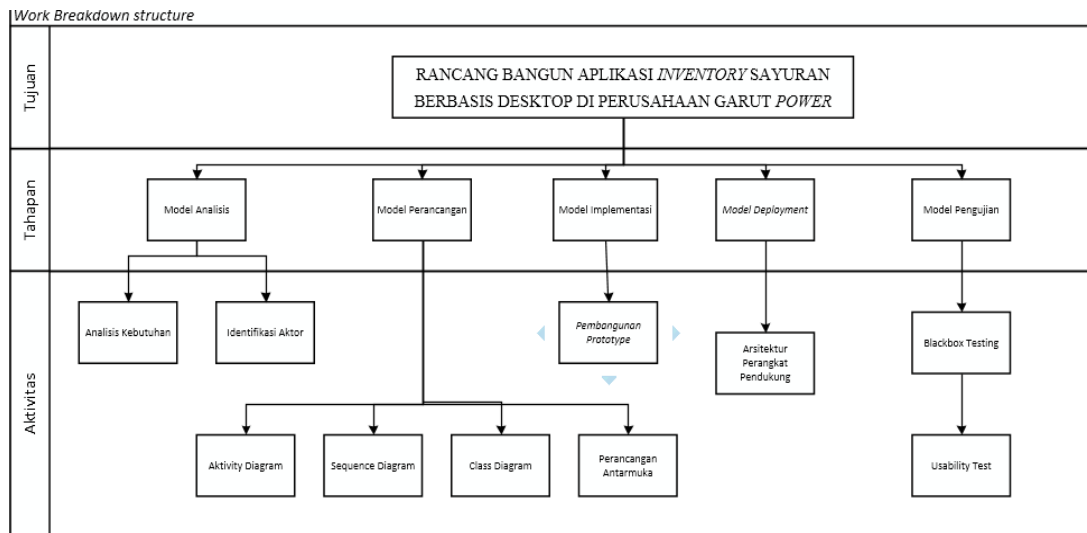 Work Breakdown structure
Tujuan
RANCANG BANGUN APLIKASI INVENTORY SAYURAN
BERBASIS DESKTOP DI PERUSAHAAN GARUT POWER
Tahapan
Model Analisis
Model Perancangan
Model Implementasi
Model Deployment
Model Pengujian
Aktivitas
Analisis Kebutuhan
Identifikasi Aktor
Pembangunan
Prototype
Arsitektur
Perangkat
Pendukung
Blackbox Testing
Aktivity Diagram
Sequence Diagram
Class Diagram
Perancangan
Antarmuka
Usability Test